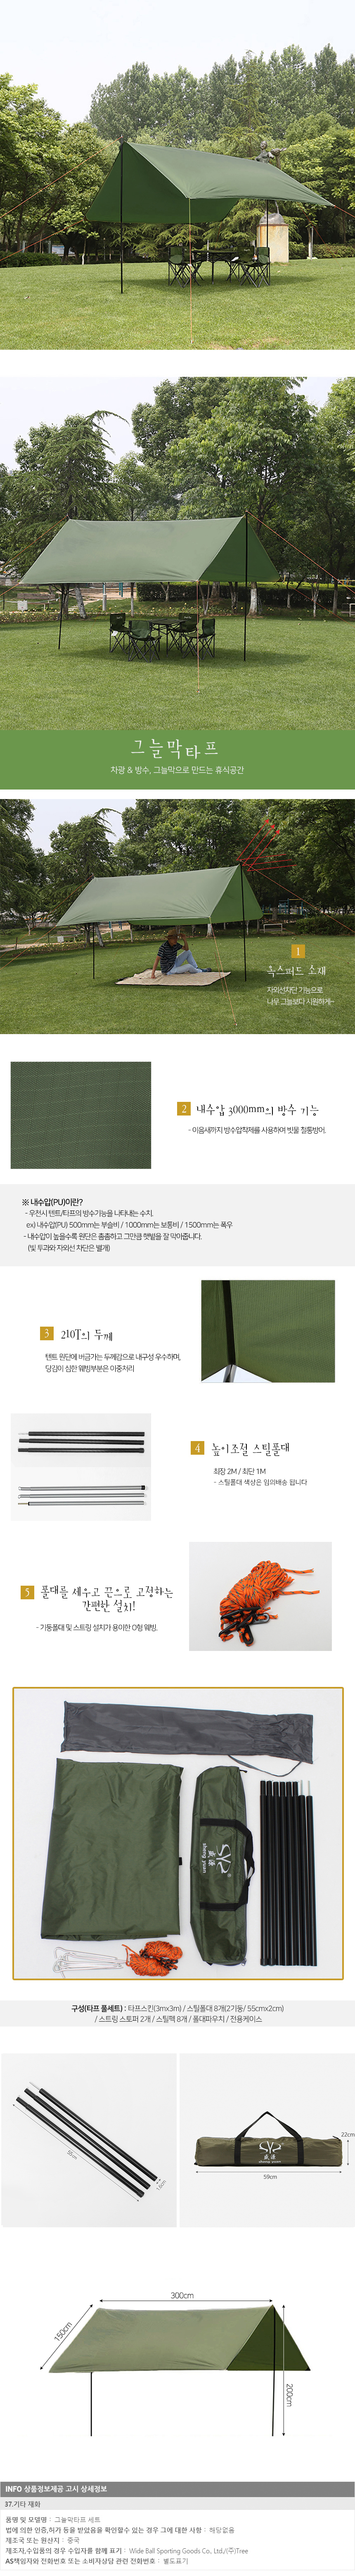 그늘막타프
차광 & 방수, 그늘막으로 만드는 휴식공간
1
옥스퍼드 소재
자외선차단 기능으로
나무 그늘보다 시원하게~
2 내수압 3000mm의 방수 기능
- 이음새까지 방수압착제를 사용하여 빗물 철통방어.
※ 내수압(PU)이란?
- 우천시 텐트/타프의 방수기능을 나타내는 수치.
ex) 내수압(PU) 500mm는 부슬비 / 1000mm는 보통비 / 1500mm는 폭우
- 내수압이 높을수록 원단은 촘촘하고 그만큼 햇빛을 잘 막아줍니다.
(빛 투과와 자외선 차단은 별개)
3 210T의 두께
텐트 원단에 버금가는 두께감으로 내구성 우수하며,
당김이 심한 웨빙부분은 이중처리
4 높이조절 스틸폴대
최장 2M / 최단 1M
- 스틸폴대 색상은 임의배송 됩니다
5 폴대를 세우고 끈으로 고정하는
간편한 설치!
- 기둥폴대 및 스트링 설치가 용이한 O형 웨빙.
盛源
sheng yuan
구성(타프 풀세트) : 타프스킨(3mx3m) / 스틸폴대 8개(2기둥/ 55cmx2cm)
/ 스트링 스토퍼 2개 / 스틸팩 8개 / 폴대파우치 / 전용케이스
55cm
盛源
sheng yuan
22cm
59cm
300cm
150cm
200cm
INFO 상품정보제공 고시 상세정보
37.기타 재화
품명 및 모델명 : 그늘막타프 세트
법에 의한 인증,허가 등을 받았음을 확인할수 있는 경우 그에 대한 사항 : 해당없음
제조국 또는 원산지 : 중국
제조자,수입품의 경우 수입자를 함께 표기 : Wide Ball Sporting Goods Co., Ltd./(주)Tree
AS책임자와 전화번호 또는 소비자상담 관련 전화번호 : 별도표기